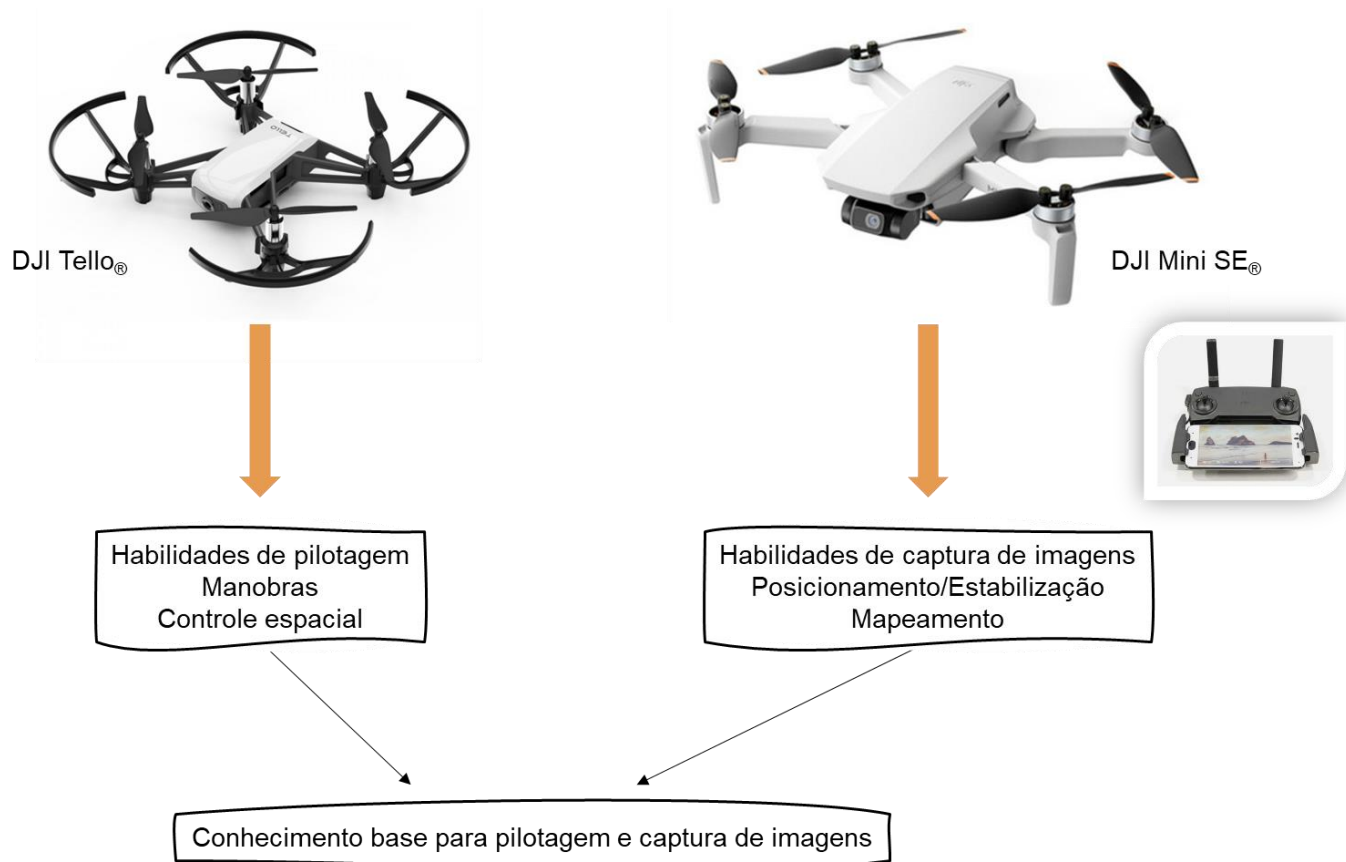 TELLO
DJI Tello®
DJI Mini SE®
Habilidades de pilotagem
Manobras
Controle espacial
Habilidades de captura de imagens
Posicionamento/Estabilização
Mapeamento
Conhecimento base para pilotagem e captura de imagens